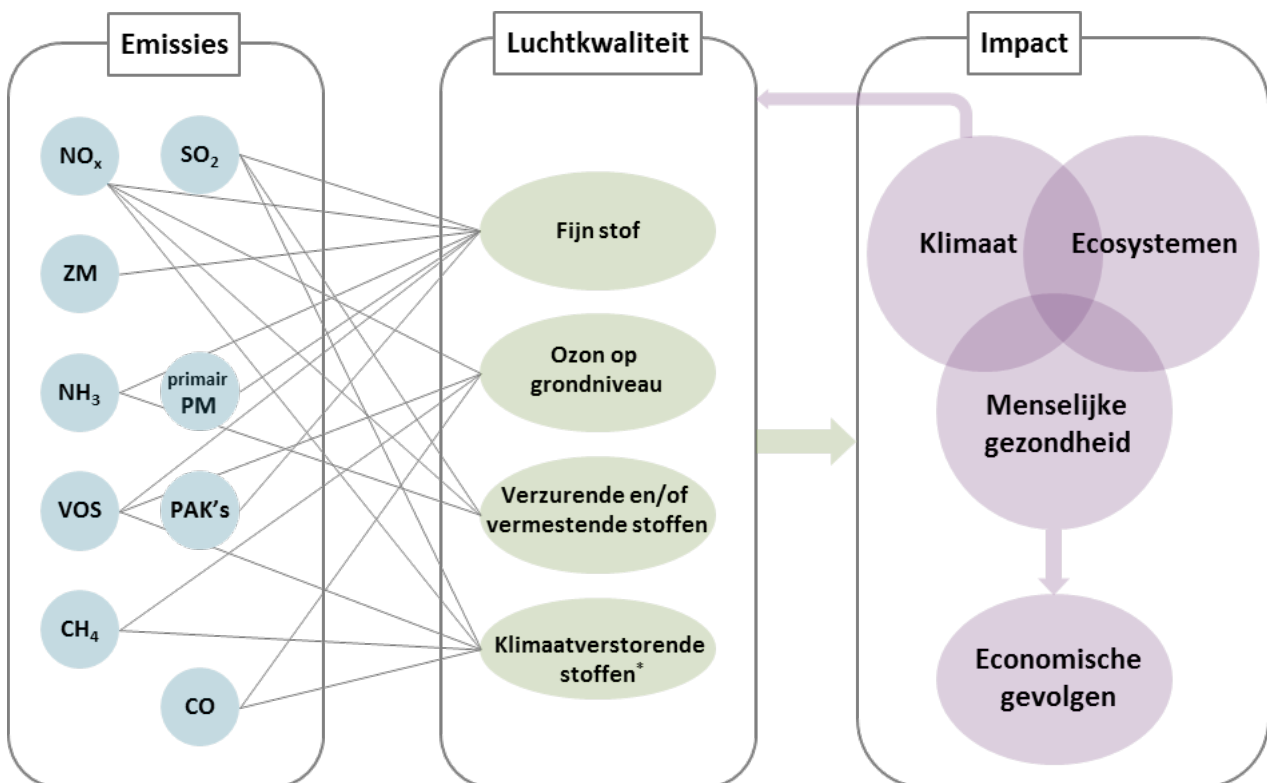 Emissies
NOₓ
SO₂
ZM
NH₃
primair
PM
VOS
PAK's
CH₄
CO
Luchtkwaliteit
Fijn stof
Ozon op
grondniveau
Verzurende en/of
vermestende stoffen
Klimaatverstorende
stoffen*
Impact
Klimaat
Ecosystemen
Menselijke
gezondheid
Economische
gevolgen